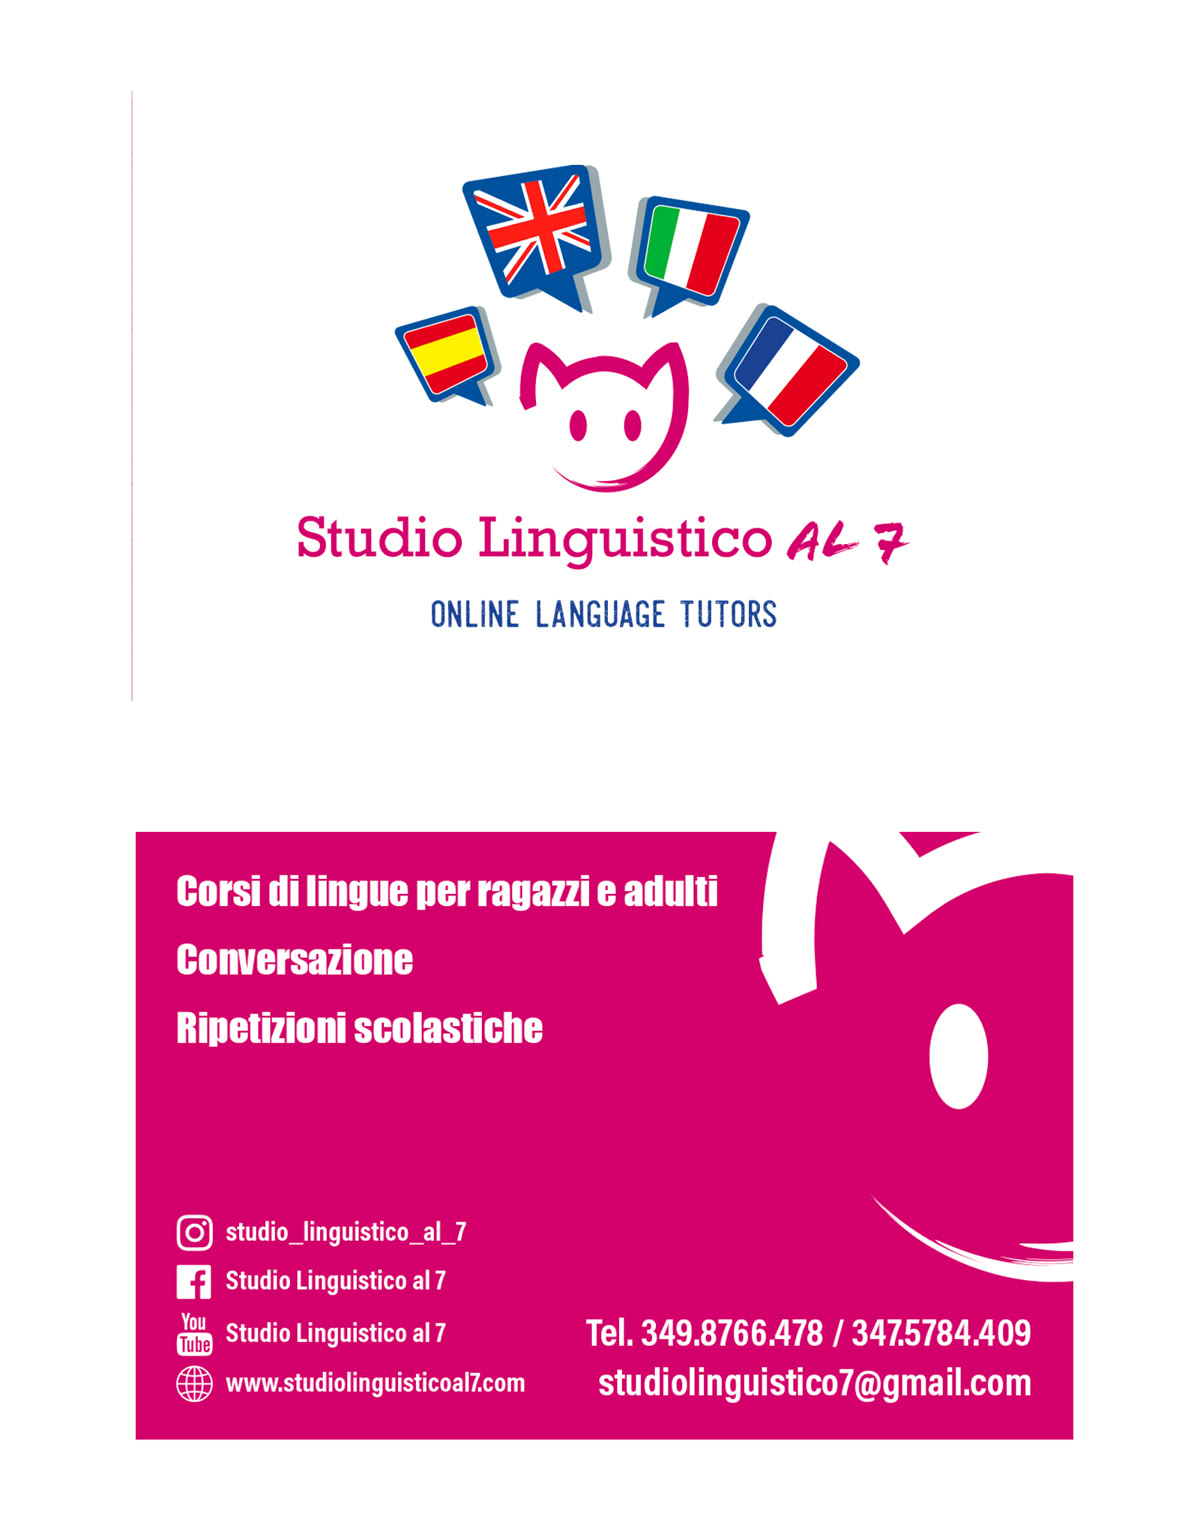 Studio Linguistico AL 7
ONLINE LANGUAGE TUTORS
Corsi di lingue per ragazzi e adulti
Conversazione
Ripetizioni scolastiche
studio_linguistico_al_7
Studio Linguistico al 7
You Tube Studio Linguistico al 7
www.studiolinguisticoal7.com
Tel. 349.8766.478 / 347.5784.409
studiolinguistico7@gmail.com